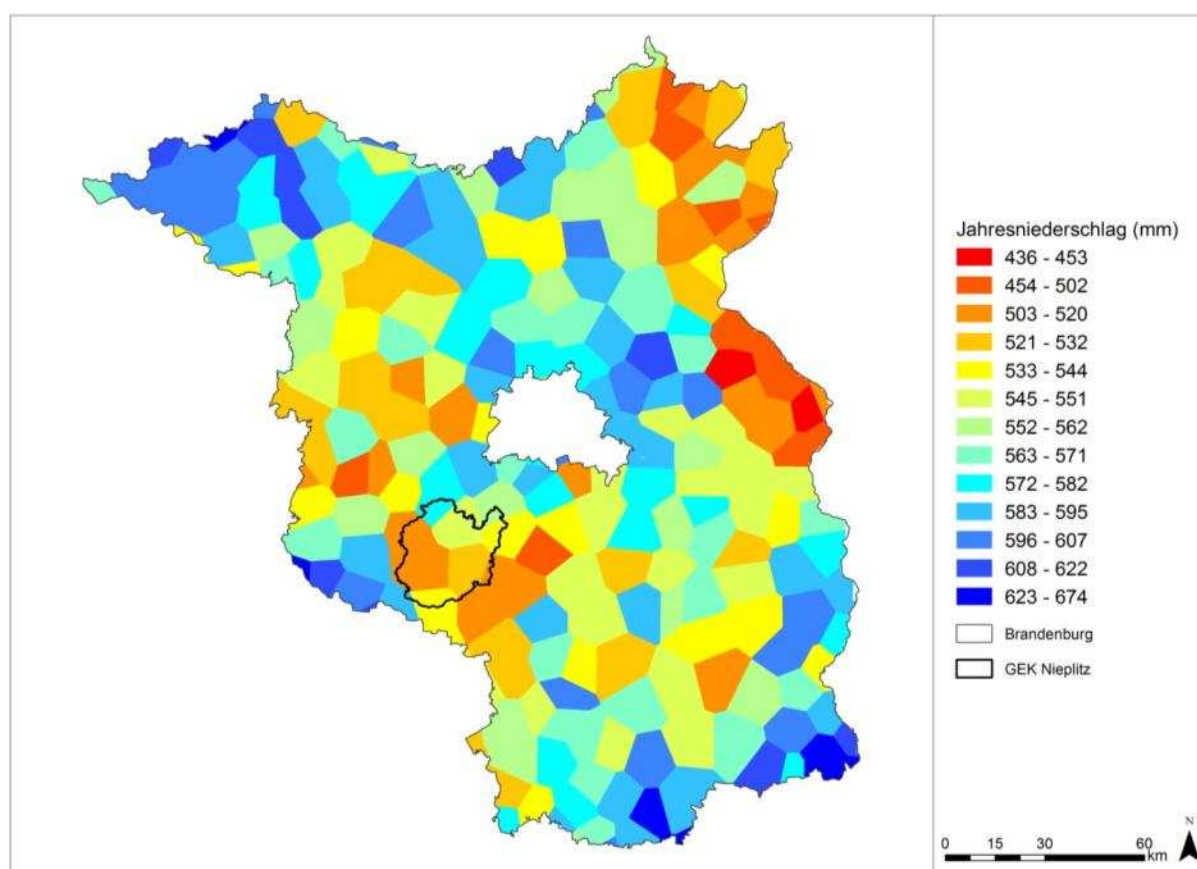 Jahresniederschlag (mm)
436 - 453
454 - 502
503 - 520
521 - 532
533 - 544
545 - 551
552 - 562
563 - 571
572 - 582
583 - 595
596 - 607
608 - 622
623 - 674
Brandenburg
GEK Nieplitz
N
0 15 30 60
km